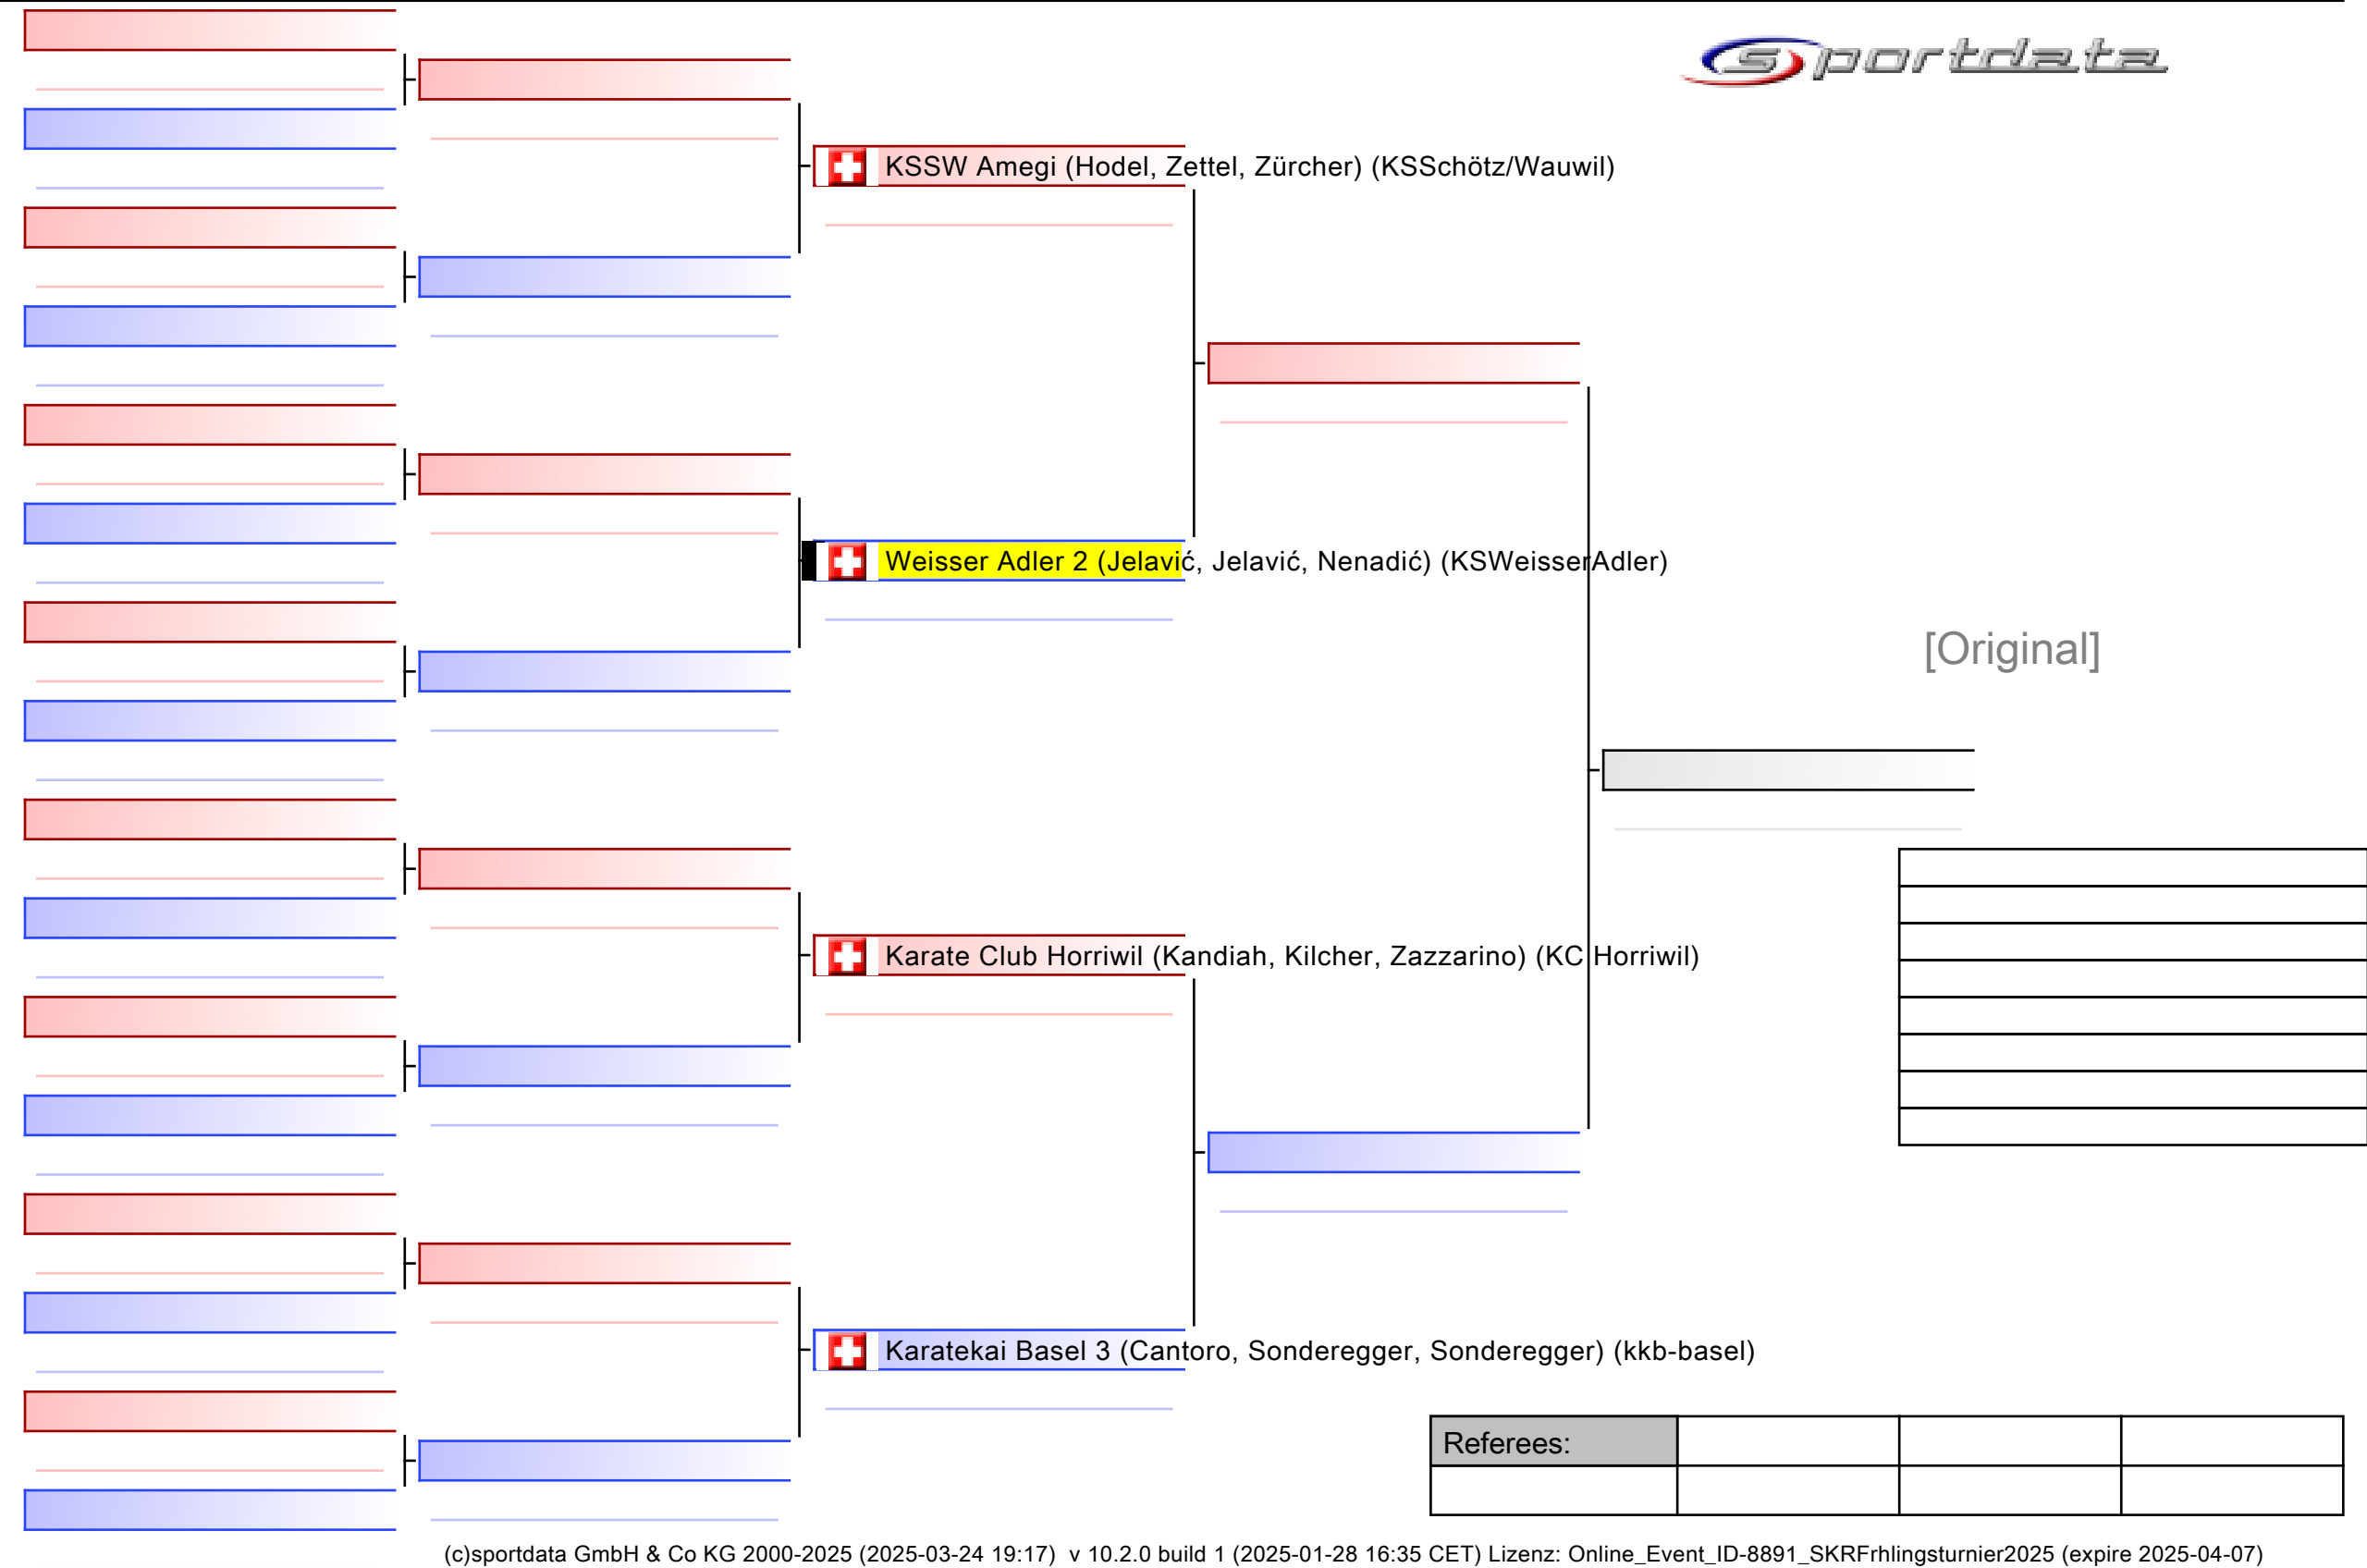 sportdata
KSSW Amegi (Hodel, Zettel, Zürcher) (KSSchötz/Wauwil)
Weisser Adler 2 (Jelavić, Jelavić, Nenadić) (KSWeisserAdler)
[Original]
Karate Club Horriwil (Kandiah, Kilcher, Zazzarino) (KC Horriwil)
Karatekai Basel 3 (Cantoro, Sonderegger, Sonderegger) (kkb-basel)
Referees:
(c)sportdata GmbH & Co KG 2000-2025 (2025-03-24 19:17)  v 10.2.0 build 1 (2025-01-28 16:35 CET) Lizenz: Online_Event_ID-8891_SKRFrhlingsturnier2025 (expire 2025-04-07)